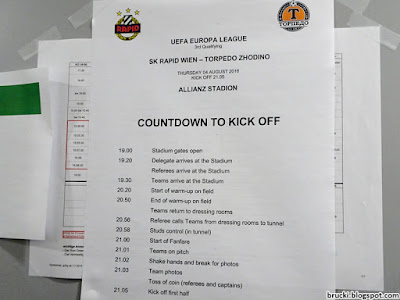 RAPID
ТОРПЕДО
UEFA EUROPA LEAGUE
3rd Qualifying
SK RAPID WIEN – TORPEDO ZHODINO
THURSDAY 04 AUGUST 2016
KICK OFF 21.05
ALLIANZ STADION
COUNTDOWN TO KICK OFF
19.00 Stadium gates open
19.20 Delegate arrives at the Stadium
Referees arrive at the Stadium
19.30 Teams arrive at the Stadium
20.20 Start of warm-up on field
20.50 End of warm-up on field
Teams return to dressing rooms
20.56 Referee calls Teams from dressing rooms to tunnel
20.58 Studs control (in tunnel)
21.00 Start of Fanfare
21.01 Teams on pitch
21.02 Shake hands and break for photos
21.03 Team photos
Toss of coin (referees and captains)
21.05 Kick off first half
brucki.blogspot.com